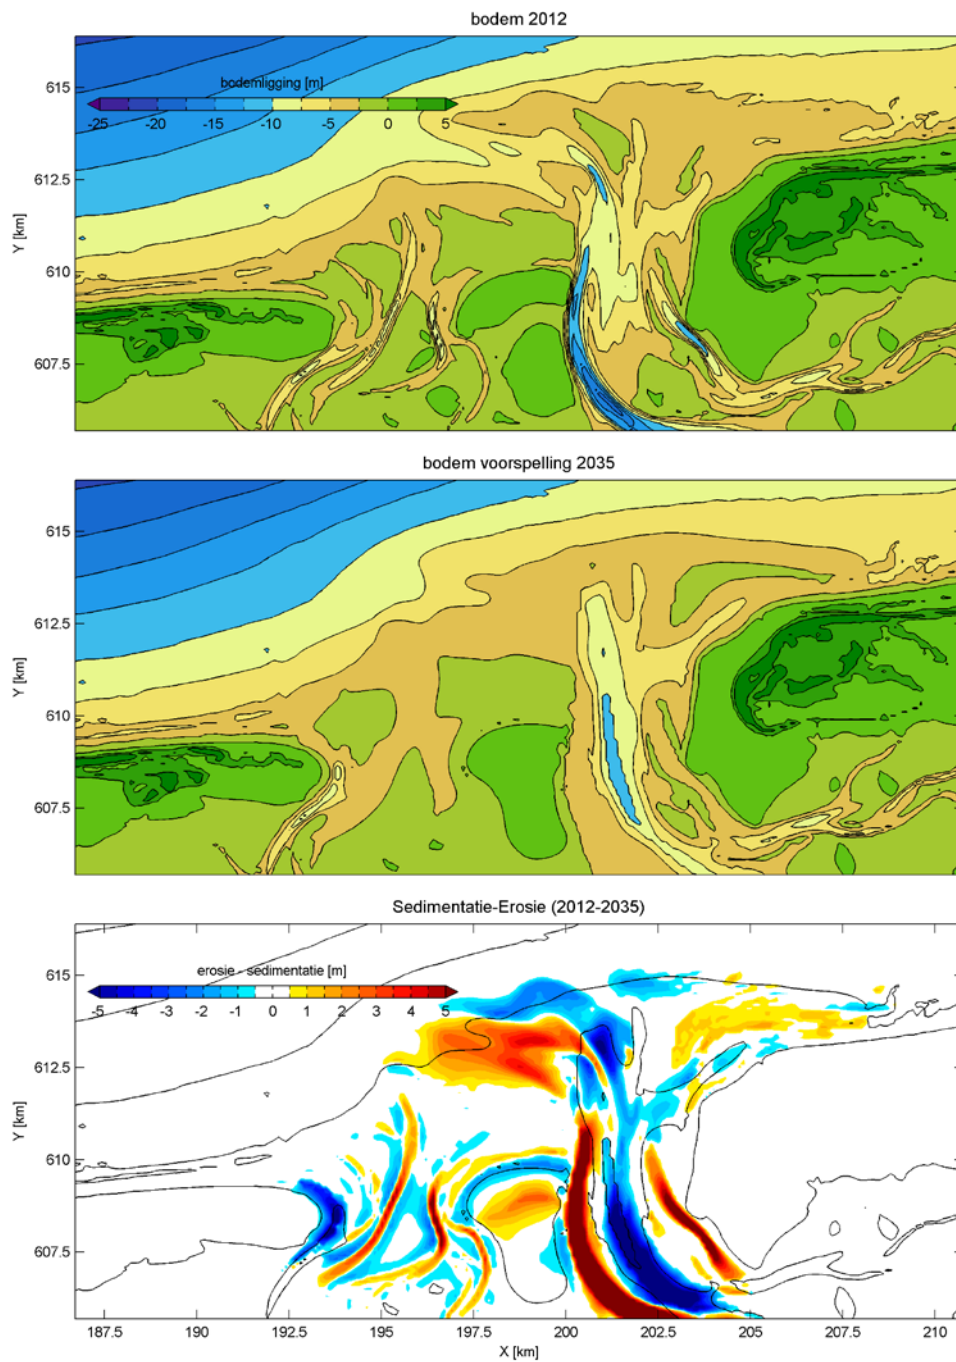 bodem 2012
615
bodemligging [m]
-25 -20 -15 -10 -5 0 5
612.5
Y [km]
610
607.5
bodem voorspelling 2035
615
612.5
Y [km]
610
607.5
Sedimentatie-Erosie (2012-2035)
615
erosie - sedimentatie [m]
-5 -4 -3 -2 -1 0 1 2 3 4 5
612.5
Y [km]
610
607.5
187.5 190 192.5 195 197.5 200 202.5 205 207.5 210
X [km]